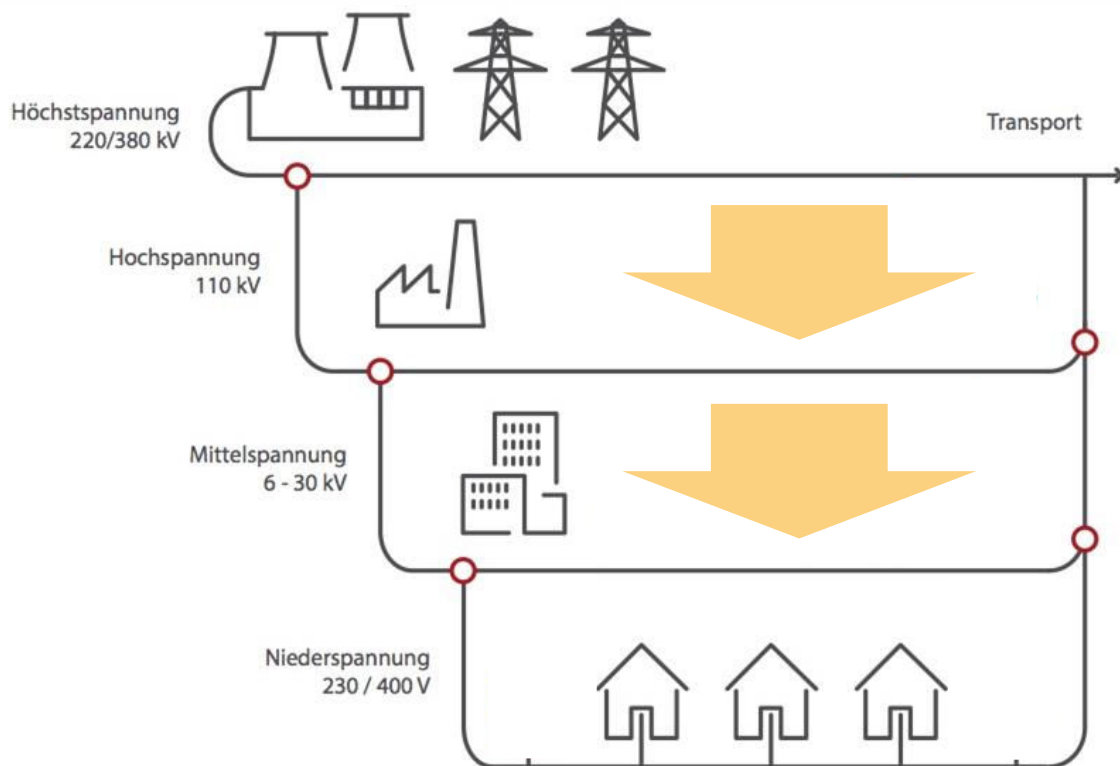 Höchstspannung
220/380 kV
Transport
Hochspannung
110 kV
Mittelspannung
6 - 30 kV
Niederspannung
230 / 400 V